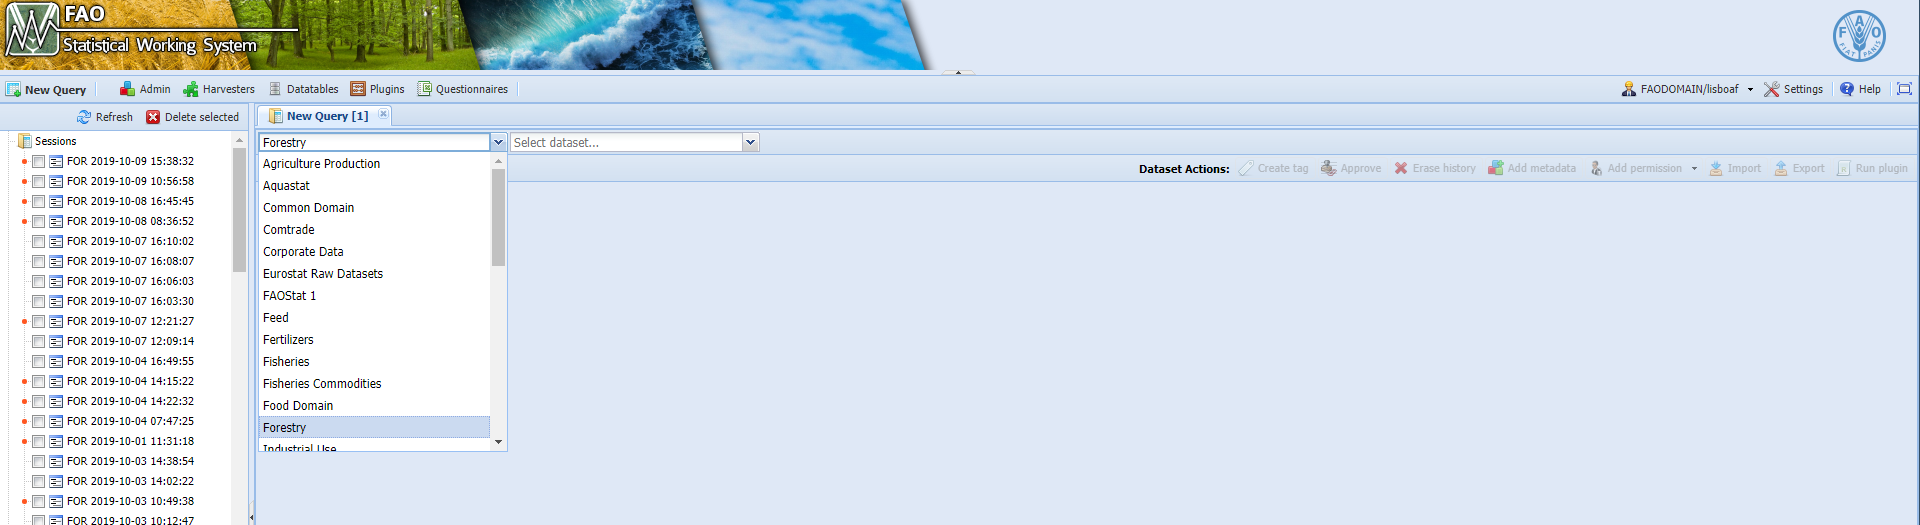 FAO
Statistical Working System
F A O
FIAT PANIS
New Query Admin Harvesters Datatables Plugins Questionnaires FAODOMAIN/lisboaf Settings Help
Refresh Delete selected
New Query [1]
Sessions
FOR 2019-10-09 15:38:32
FOR 2019-10-09 10:56:58
FOR 2019-10-08 16:45:45
FOR 2019-10-08 08:36:52
FOR 2019-10-07 16:10:02
FOR 2019-10-07 16:08:07
FOR 2019-10-07 16:06:03
FOR 2019-10-07 16:03:30
FOR 2019-10-07 12:21:27
FOR 2019-10-07 12:09:14
FOR 2019-10-04 16:49:55
FOR 2019-10-04 14:15:22
FOR 2019-10-04 14:22:32
FOR 2019-10-04 07:47:25
FOR 2019-10-01 11:31:18
FOR 2019-10-03 14:38:54
FOR 2019-10-03 14:02:22
FOR 2019-10-03 10:49:38
FOR 2019-10-03 10:12:47
Forestry Select dataset...
Dataset Actions: Create tag Approve Erase history Add metadata Add permission Import Export Run plugin
Agriculture Production
Aquastat
Common Domain
Comtrade
Corporate Data
Eurostat Raw Datasets
FAOStat 1
Feed
Fertilizers
Fisheries
Fisheries Commodities
Food Domain
Forestry
Industrial Use